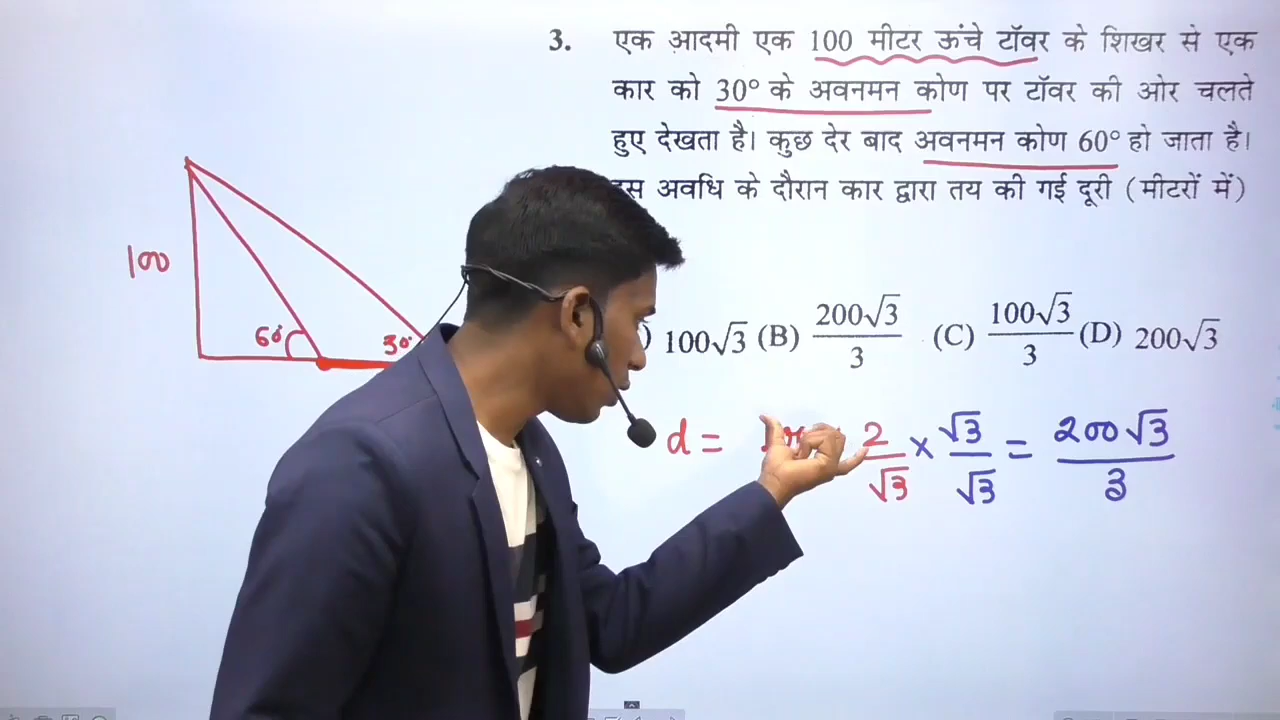 3. एक आदमी एक 100 मीटर ऊंचे टॉवर के शिखर से एक
कार को 30° के अवनमन कोण पर टॉवर की ओर चलते
हुए देखता है। कुछ देर बाद अवनमन कोण 60° हो जाता है।
इस अवधि के दौरान कार द्वारा तय की गई दूरी (मीटरों में)
) 100√3 (B) 200√3/3 (C) 100√3/3 (D) 200√3
100
60°
30°
d = 2/√3 × √3/√3 = 200√3/3